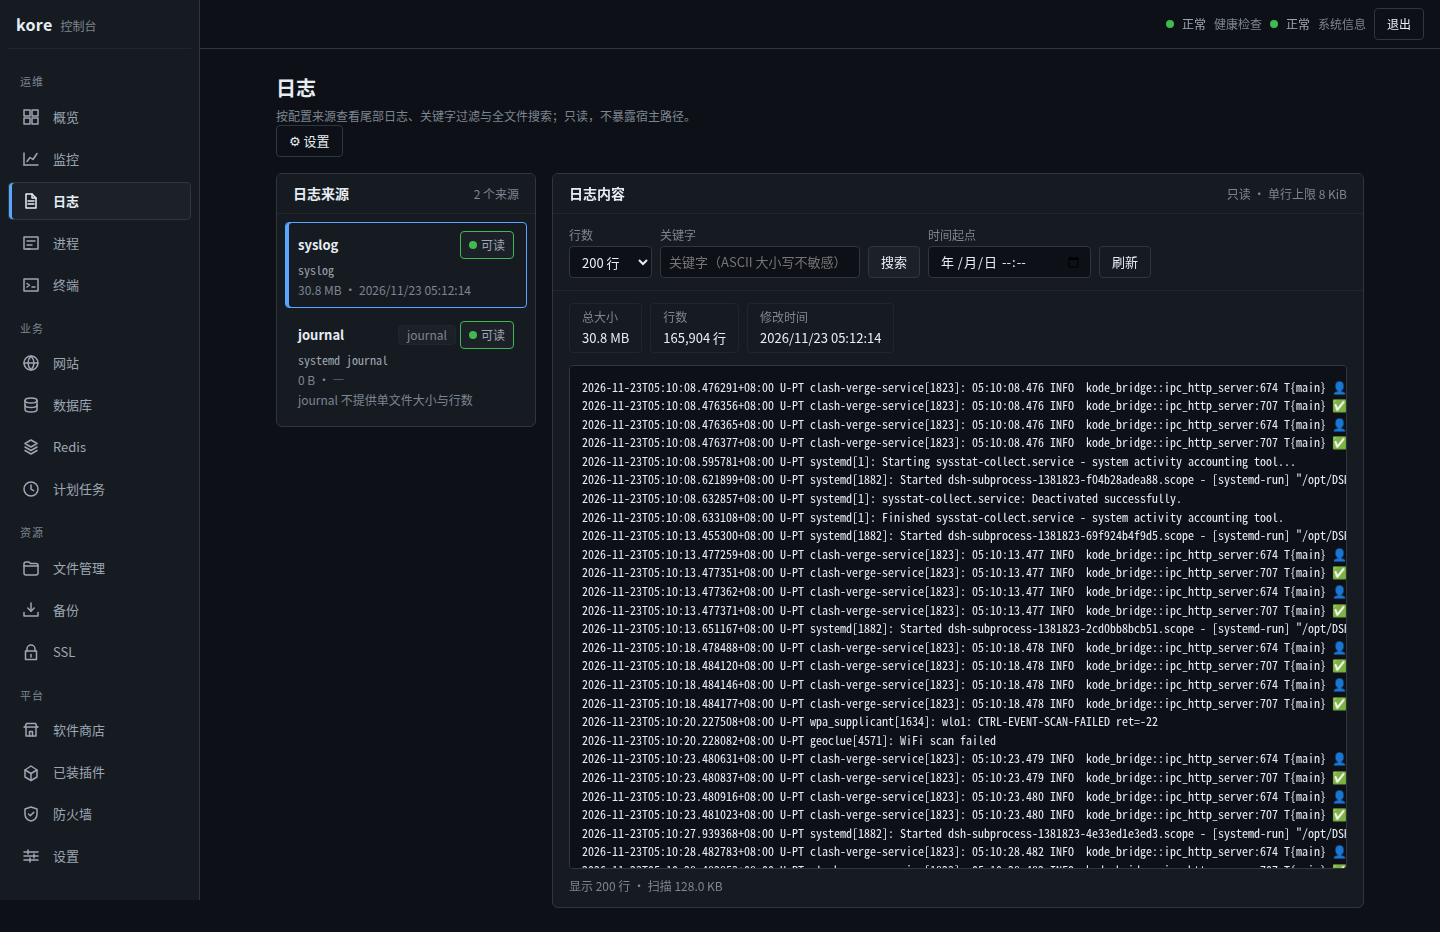 kore 控制台
正常 健康检查 正常 系统信息 退出
运维
概览
监控
日志
进程
终端
业务
网站
数据库
Redis
计划任务
资源
文件管理
备份
SSL
平台
软件商店
已装插件
防火墙
设置
日志
按配置来源查看尾部日志、关键字过滤与全文件搜索；只读，不暴露宿主路径。
⚙ 设置
日志来源 2 个来源
syslog 可读
syslog
30.8 MB • 2026/11/23 05:12:14
journal journal 可读
systemd journal
0 B • —
journal 不提供单文件大小与行数
日志内容 只读 • 单行上限 8 KiB
行数 关键字 时间起点
200 行 关键字（ASCII 大小写不敏感） 搜索 年 /月/日 --:-- 刷新
总大小 行数 修改时间
30.8 MB 165,904 行 2026/11/23 05:12:14
2026-11-23T05:10:08.476291+08:00 U-PT clash-verge-service[1823]: 05:10:08.476 INFO  kode_bridge::ipc_http_server:674 T{main} 👤
2026-11-23T05:10:08.476356+08:00 U-PT clash-verge-service[1823]: 05:10:08.476 INFO  kode_bridge::ipc_http_server:707 T{main} ✅
2026-11-23T05:10:08.476365+08:00 U-PT clash-verge-service[1823]: 05:10:08.476 INFO  kode_bridge::ipc_http_server:674 T{main} 👤
2026-11-23T05:10:08.476377+08:00 U-PT clash-verge-service[1823]: 05:10:08.476 INFO  kode_bridge::ipc_http_server:707 T{main} ✅
2026-11-23T05:10:08.595781+08:00 U-PT systemd[1]: Starting sysstat-collect.service - system activity accounting tool...
2026-11-23T05:10:08.621899+08:00 U-PT systemd[1882]: Started dsh-subprocess-1381823-f04b28adea88.scope - [systemd-run] "/opt/DSH
2026-11-23T05:10:08.632857+08:00 U-PT systemd[1]: sysstat-collect.service: Deactivated successfully.
2026-11-23T05:10:08.633108+08:00 U-PT systemd[1]: Finished sysstat-collect.service - system activity accounting tool.
2026-11-23T05:10:13.455300+08:00 U-PT systemd[1882]: Started dsh-subprocess-1381823-69f924b4f9d5.scope - [systemd-run] "/opt/DSH
2026-11-23T05:10:13.477259+08:00 U-PT clash-verge-service[1823]: 05:10:13.477 INFO  kode_bridge::ipc_http_server:674 T{main} 👤
2026-11-23T05:10:13.477351+08:00 U-PT clash-verge-service[1823]: 05:10:13.477 INFO  kode_bridge::ipc_http_server:707 T{main} ✅
2026-11-23T05:10:13.477362+08:00 U-PT clash-verge-service[1823]: 05:10:13.477 INFO  kode_bridge::ipc_http_server:674 T{main} 👤
2026-11-23T05:10:13.477371+08:00 U-PT clash-verge-service[1823]: 05:10:13.477 INFO  kode_bridge::ipc_http_server:707 T{main} ✅
2026-11-23T05:10:13.651167+08:00 U-PT systemd[1882]: Started dsh-subprocess-1381823-2cd0bb8bcb51.scope - [systemd-run] "/opt/DSH
2026-11-23T05:10:18.478488+08:00 U-PT clash-verge-service[1823]: 05:10:18.478 INFO  kode_bridge::ipc_http_server:674 T{main} 👤
2026-11-23T05:10:18.484120+08:00 U-PT clash-verge-service[1823]: 05:10:18.478 INFO  kode_bridge::ipc_http_server:707 T{main} ✅
2026-11-23T05:10:18.484146+08:00 U-PT clash-verge-service[1823]: 05:10:18.478 INFO  kode_bridge::ipc_http_server:674 T{main} 👤
2026-11-23T05:10:18.484177+08:00 U-PT clash-verge-service[1823]: 05:10:18.478 INFO  kode_bridge::ipc_http_server:707 T{main} ✅
2026-11-23T05:10:20.227508+08:00 U-PT wpa_supplicant[1634]: wlo1: CTRL-EVENT-SCAN-FAILED ret=-22
2026-11-23T05:10:20.228082+08:00 U-PT geoclue[4571]: WiFi scan failed
2026-11-23T05:10:23.480631+08:00 U-PT clash-verge-service[1823]: 05:10:23.479 INFO  kode_bridge::ipc_http_server:674 T{main} 👤
2026-11-23T05:10:23.480837+08:00 U-PT clash-verge-service[1823]: 05:10:23.479 INFO  kode_bridge::ipc_http_server:707 T{main} ✅
2026-11-23T05:10:23.480916+08:00 U-PT clash-verge-service[1823]: 05:10:23.480 INFO  kode_bridge::ipc_http_server:674 T{main} 👤
2026-11-23T05:10:23.481023+08:00 U-PT clash-verge-service[1823]: 05:10:23.480 INFO  kode_bridge::ipc_http_server:707 T{main} ✅
2026-11-23T05:10:27.939368+08:00 U-PT systemd[1882]: Started dsh-subprocess-1381823-4e33ed1e3ed3.scope - [systemd-run] "/opt/DSH
2026-11-23T05:10:28.482783+08:00 U-PT clash-verge-service[1823]: 05:10:28.482 INFO  kode_bridge::ipc_http_server:674 T{main} 👤
显示 200 行 • 扫描 128.0 KB